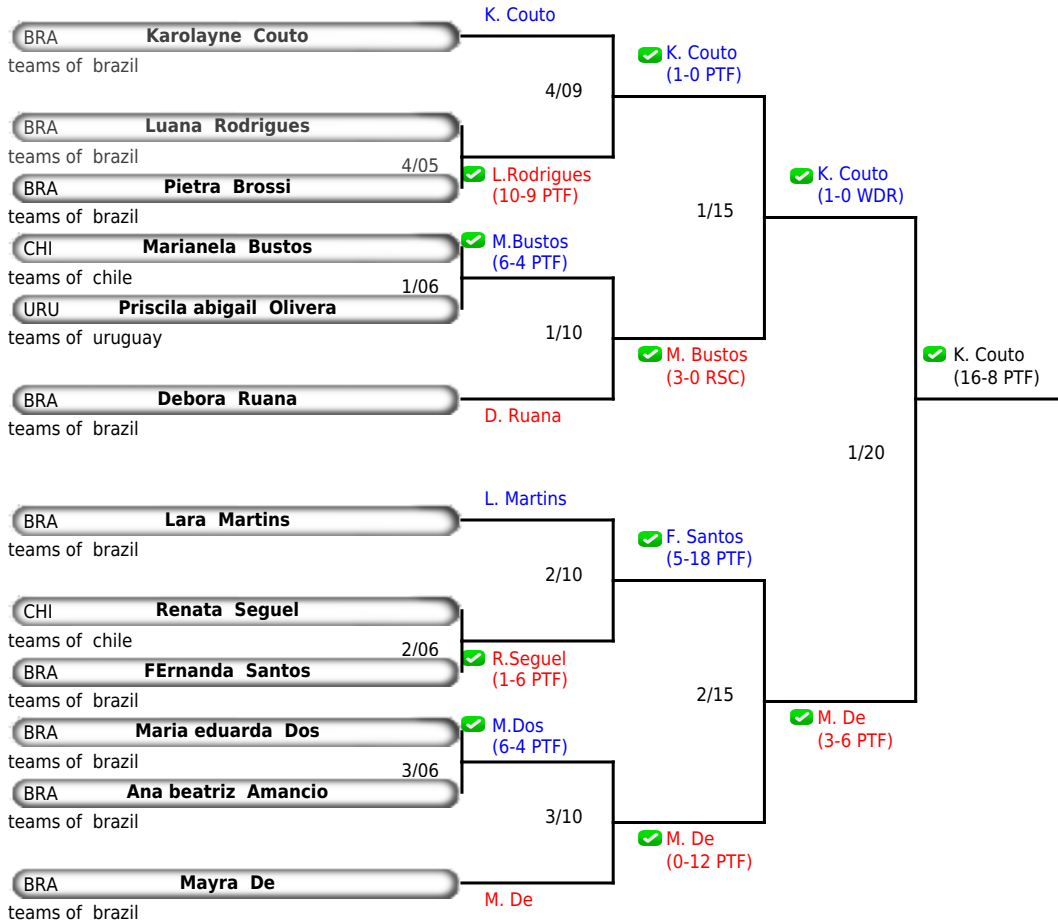 K. Couto
BRA Karolayne Couto
teams of brazil
K. Couto
(1-0 PTF)
4/09
BRA Luana Rodrigues
teams of brazil
4/05
L.Rodrigues
(10-9 PTF)
BRA Pietra Brossi
teams of brazil
K. Couto
(1-0 WDR)
1/15
CHI Marianela Bustos
teams of chile
M.Bustos
(6-4 PTF)
1/06
URU Priscila abigail Olivera
teams of uruguay
1/10
M. Bustos
(3-0 RSC)
K. Couto
(16-8 PTF)
BRA Debora Ruana
teams of brazil
D. Ruana
1/20
L. Martins
BRA Lara Martins
teams of brazil
F. Santos
(5-18 PTF)
2/10
CHI Renata Seguel
teams of chile
2/06
R.Seguel
(1-6 PTF)
BRA FErnanda Santos
teams of brazil
2/15
M. De
(3-6 PTF)
BRA Maria eduarda Dos
teams of brazil
M.Dos
(6-4 PTF)
3/06
BRA Ana beatriz Amancio
teams of brazil
3/10
M. De
(0-12 PTF)
BRA Mayra De
teams of brazil
M. De